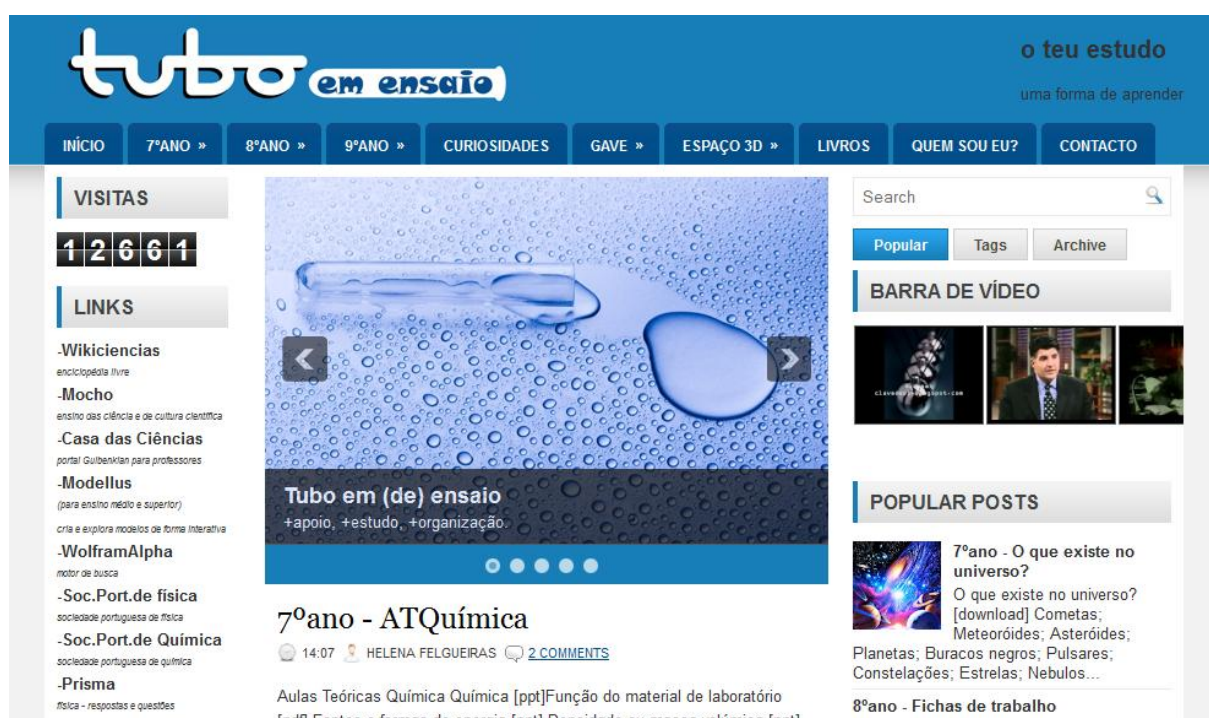 tubo em ensaio
o teu estudo
uma forma de aprender
INÍCIO 7ºANO » 8ºANO » 9ºANO » CURIOSIDADES GAVE » ESPAÇO 3D » LIVROS QUEM SOU EU? CONTACTO
VISITAS
12661
LINKS
-Wikiciencias
enciclopédia livre
-Mocho
ensino das ciência e de cultura científica
-Casa das Ciências
portal Gulbenkian para professores
-Modellus
(para ensino médio e superior)
cria e explora modelos de forma interativa
-WolframAlpha
motor de busca
-Soc.Port.de física
sociedade portuguesa de física
-Soc.Port.de Química
sociedade portuguesa de química
-Prisma
física - respostas e questões
Tubo em (de) ensaio
+apoio, +estudo, +organização.
7ºano - ATQuímica
14:07 HELENA FELGUEIRAS 2 COMMENTS
Aulas Teóricas Química Química [ppt]Função do material de laboratório
Search
Popular Tags Archive
BARRA DE VÍDEO
POPULAR POSTS
7ºano - O que existe no
universo?
O que existe no universo?
[download] Cometas;
Meteoróides; Asteróides;
Planetas; Buracos negros; Pulsares;
Constelações; Estrelas; Nebulos...
8ºano - Fichas de trabalho